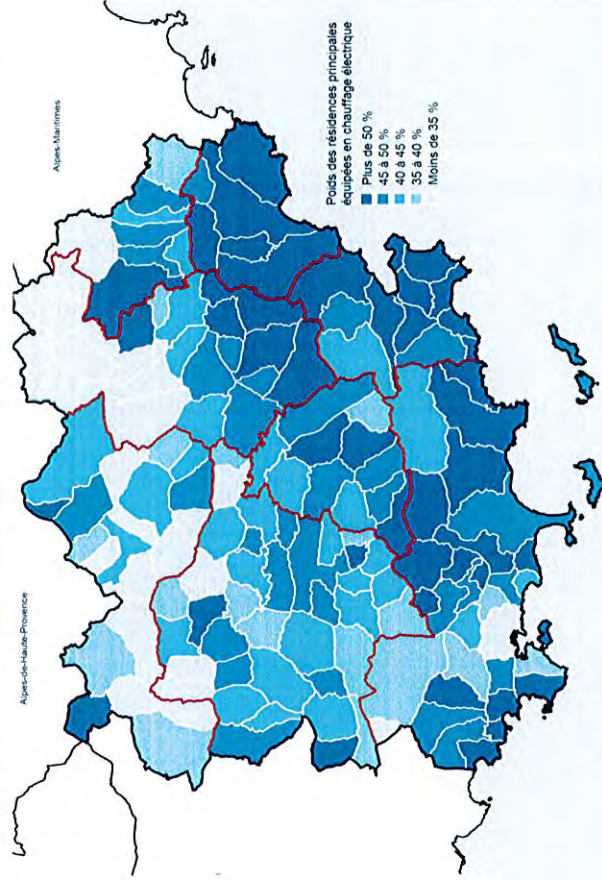 Alpes-de-Haute-Provence
Alpes-Maritimes
Poids des résidences principales
équipées en chauffage électrique
Plus de 50 %
45 à 50 %
40 à 45 %
35 à 40 %
Moins de 35 %